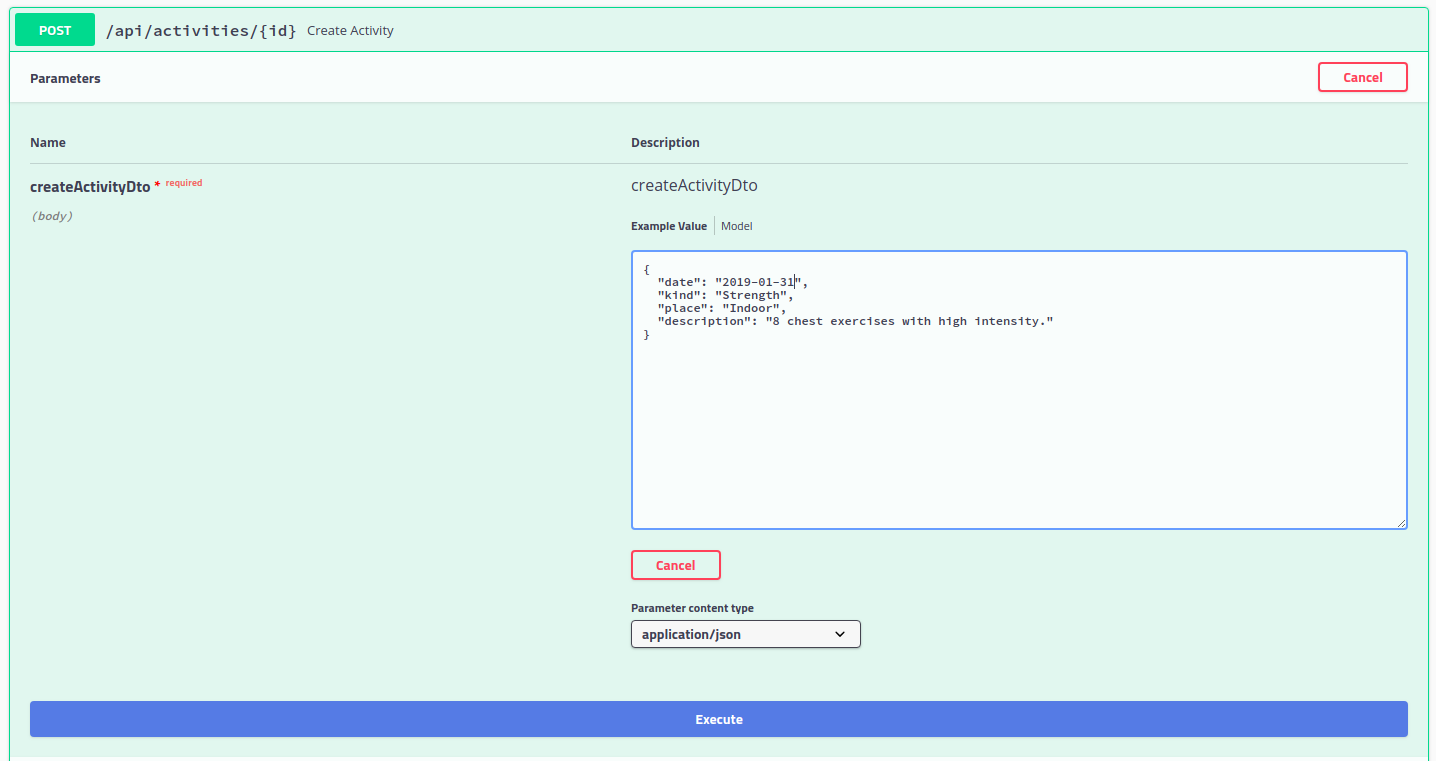 POST /api/activities/{id} Create Activity
Parameters
Cancel
Name Description
createActivityDto * required
(body)
createActivityDto
Example Value Model
{
  "date": "2019-01-31",
  "kind": "Strength",
  "place": "Indoor",
  "description": "8 chest exercises with high intensity."
}
Cancel
Parameter content type
application/json
Execute